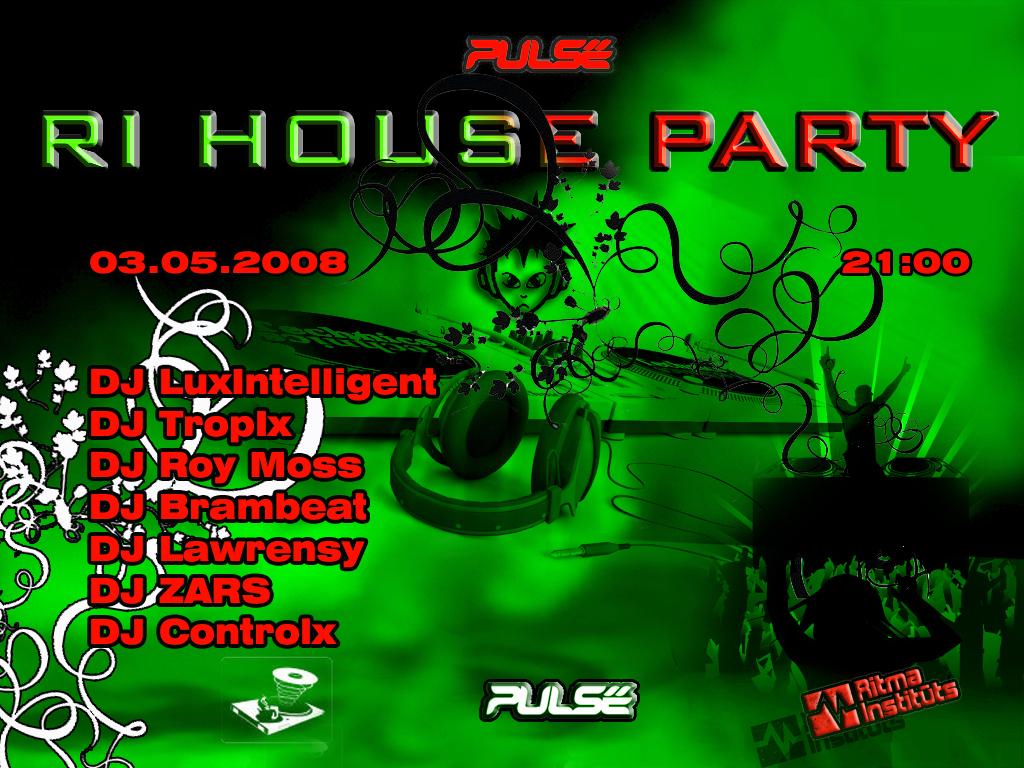 PULSE
RI HOUSE PARTY
03.05.2008
21:00
DJ LuxIntelligent
DJ TropIx
DJ Roy Moss
DJ Brambeat
DJ Lawrensy
DJ ZARS
DJ Controlx
PULSE
Ritma
Institūts